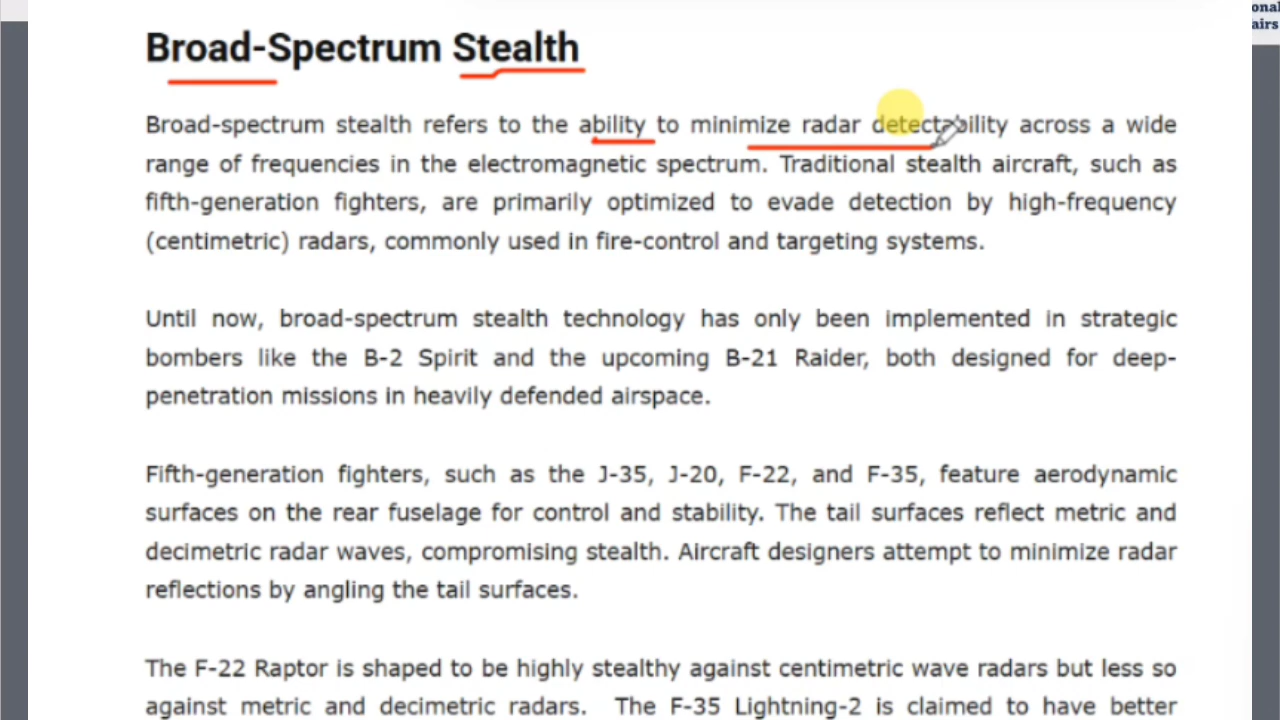 onal
airs
Broad-Spectrum Stealth
Broad-spectrum stealth refers to the ability to minimize radar detectability across a wide
range of frequencies in the electromagnetic spectrum. Traditional stealth aircraft, such as
fifth-generation fighters, are primarily optimized to evade detection by high-frequency
(centimetric) radars, commonly used in fire-control and targeting systems.
Until now, broad-spectrum stealth technology has only been implemented in strategic
bombers like the B-2 Spirit and the upcoming B-21 Raider, both designed for deep-
penetration missions in heavily defended airspace.
Fifth-generation fighters, such as the J-35, J-20, F-22, and F-35, feature aerodynamic
surfaces on the rear fuselage for control and stability. The tail surfaces reflect metric and
decimetric radar waves, compromising stealth. Aircraft designers attempt to minimize radar
reflections by angling the tail surfaces.
The F-22 Raptor is shaped to be highly stealthy against centimetric wave radars but less so
against metric and decimetric radars. The F-35 Lightning-2 is claimed to have better